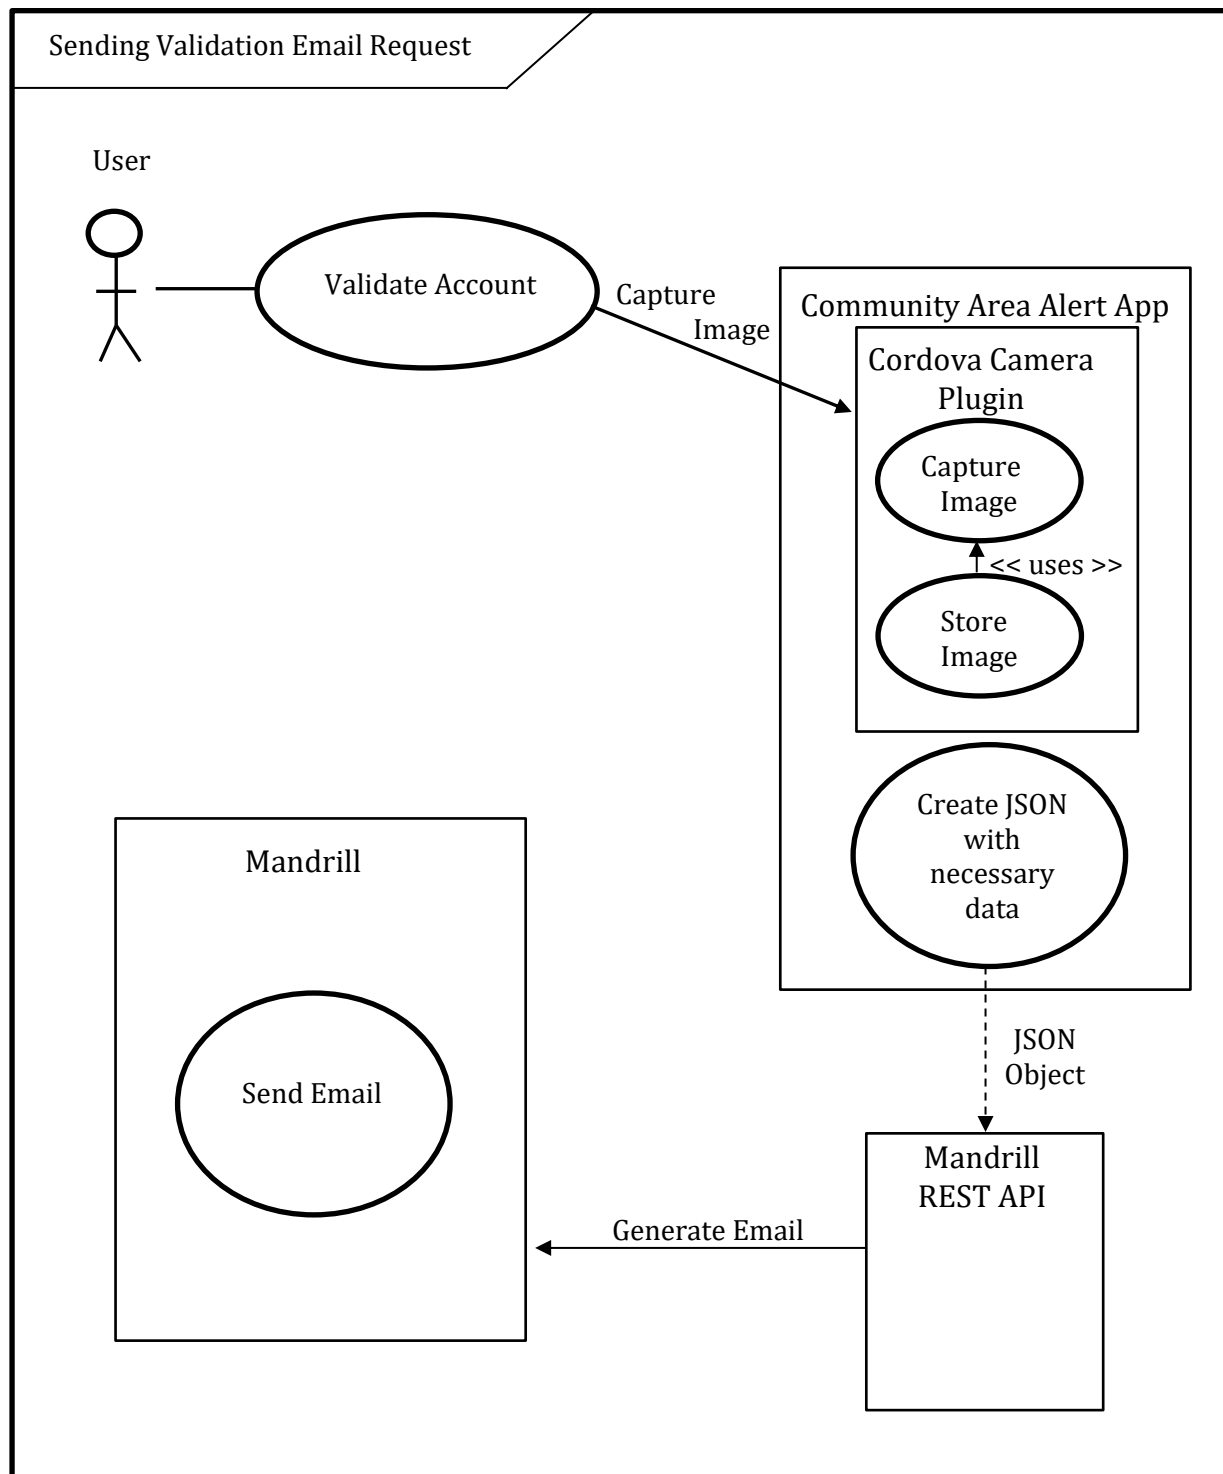 Sending Validation Email Request
User
Validate Account
Capture
Image
Community Area Alert App
Cordova Camera
Plugin
Capture
Image
<< uses >>
Store
Image
Create JSON
with
necessary
data
Mandrill
Send Email
JSON
Object
Mandrill
REST API
Generate Email